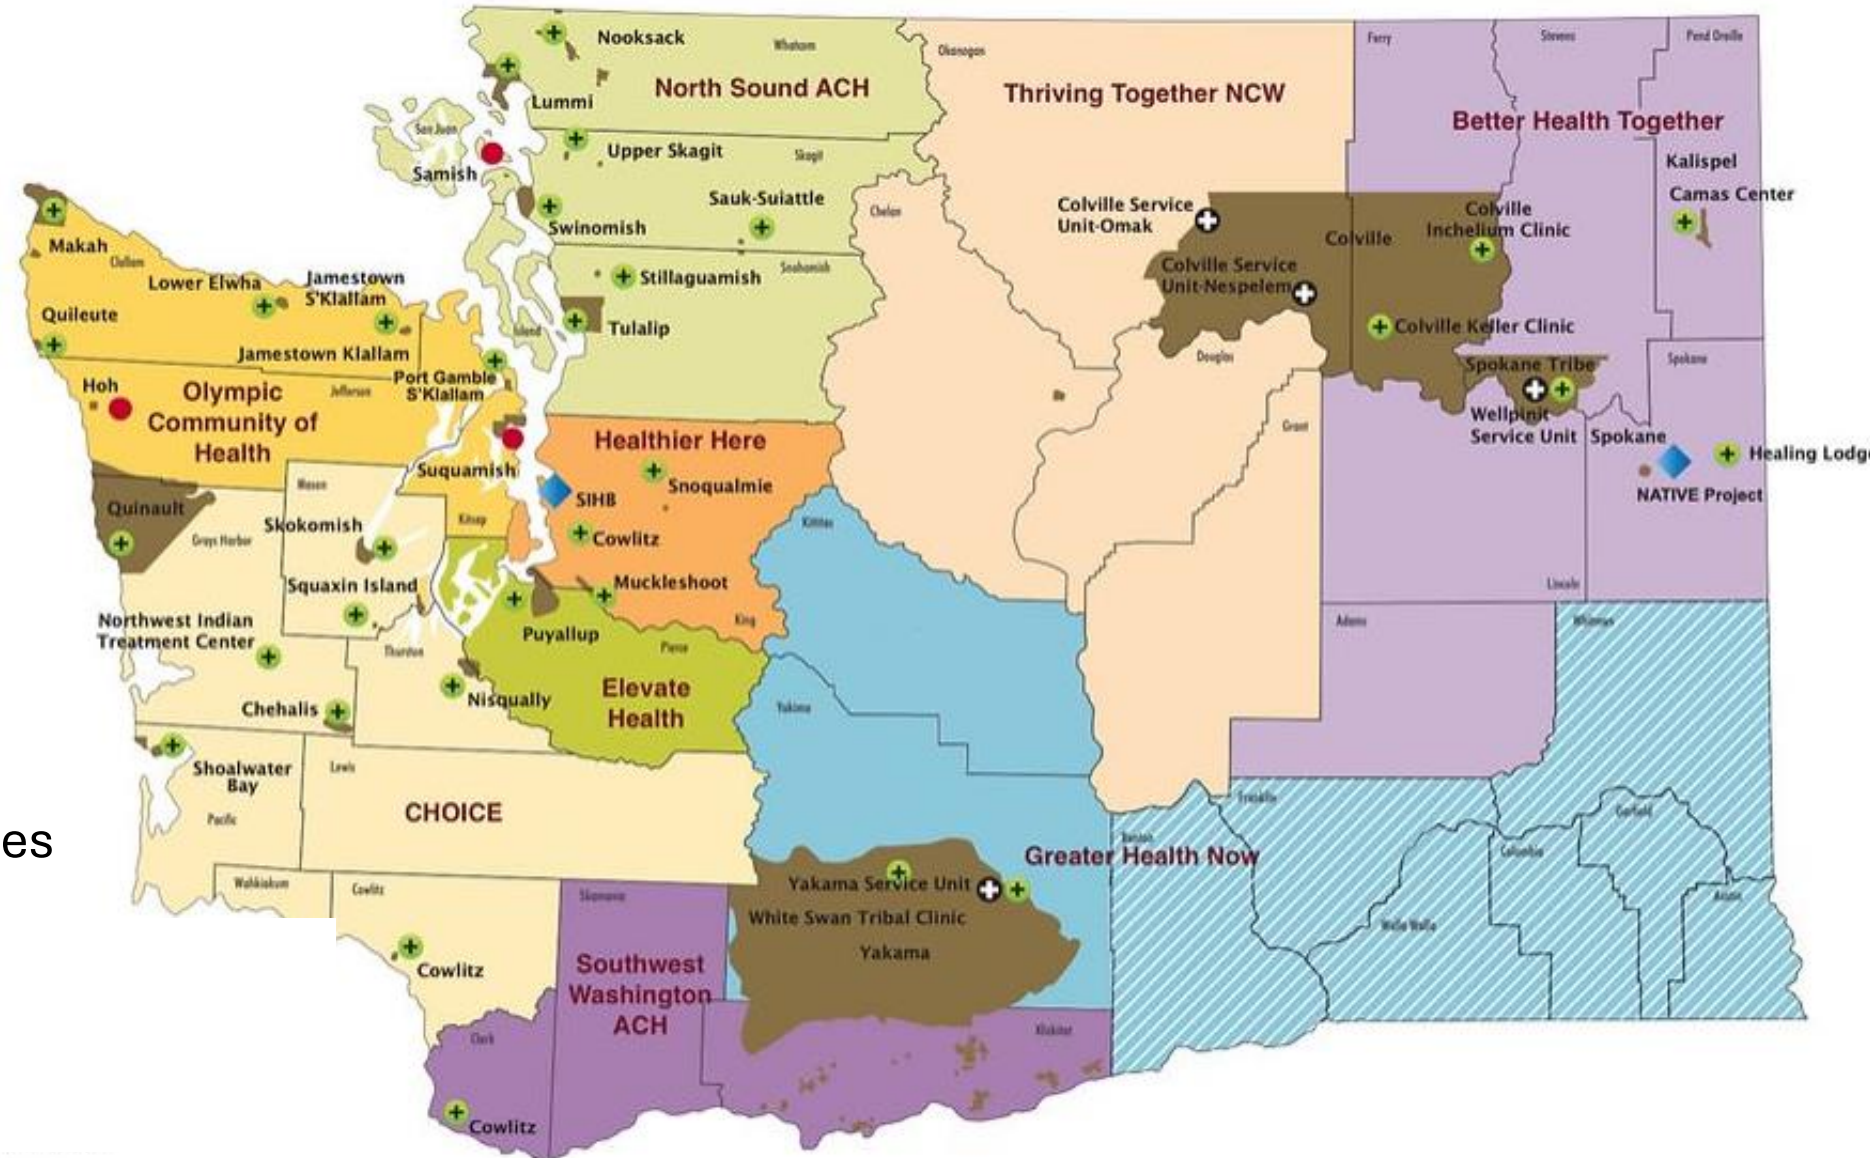 Nooksack
Whatcom
North Sound ACH
Lummi
San Juan
Samish
Upper Skagit
Skagit
Sauk-Suiattle
Swinomish
Stillaguamish
Snohomish
Island
Tulalip
Okanogan
Thriving Together NCW
Chelan
Colville Service
Unit-Omak
Colville Service
Unit-Nespelem
Colville
Douglas
Grant
Ferry
Stevens
Pend Oreille
Better Health Together
Kalispel
Camas Center
Colville
Inchelium Clinic
Colville Keller Clinic
Spokane Tribe
Wellpinit
Service Unit
Spokane
Spokane
Healing Lodge
NATIVE Project
Lincoln
Adams
Whitman
Makah
Clallam
Lower Elwha
Jamestown
S'Klallam
Quileute
Jamestown Klallam
Hoh
Olympic
Community of
Health
Jefferson
Port Gamble
S'Klallam
Suquamish
Kitsap
Healthier Here
Snoqualmie
SIHB
Cowlitz
Muckleshoot
King
Kittitas
Quinault
Grays Harbor
Mason
Skokomish
Squaxin Island
Northwest Indian
Treatment Center
Thurston
Chehalis
Nisqually
Puyallup
Pierce
Elevate
Health
Yakima
Shoalwater
Bay
Pacific
Lewis
CHOICE
es
Wahkiakum
Cowlitz
Cowlitz
Skamania
Southwest
Washington
ACH
Clark
Cowlitz
Greater Health Now
Yakama Service Unit
White Swan Tribal Clinic
Yakama
Klickitat
Benton
Franklin
Walla Walla
Columbia
Garfield
Asotin